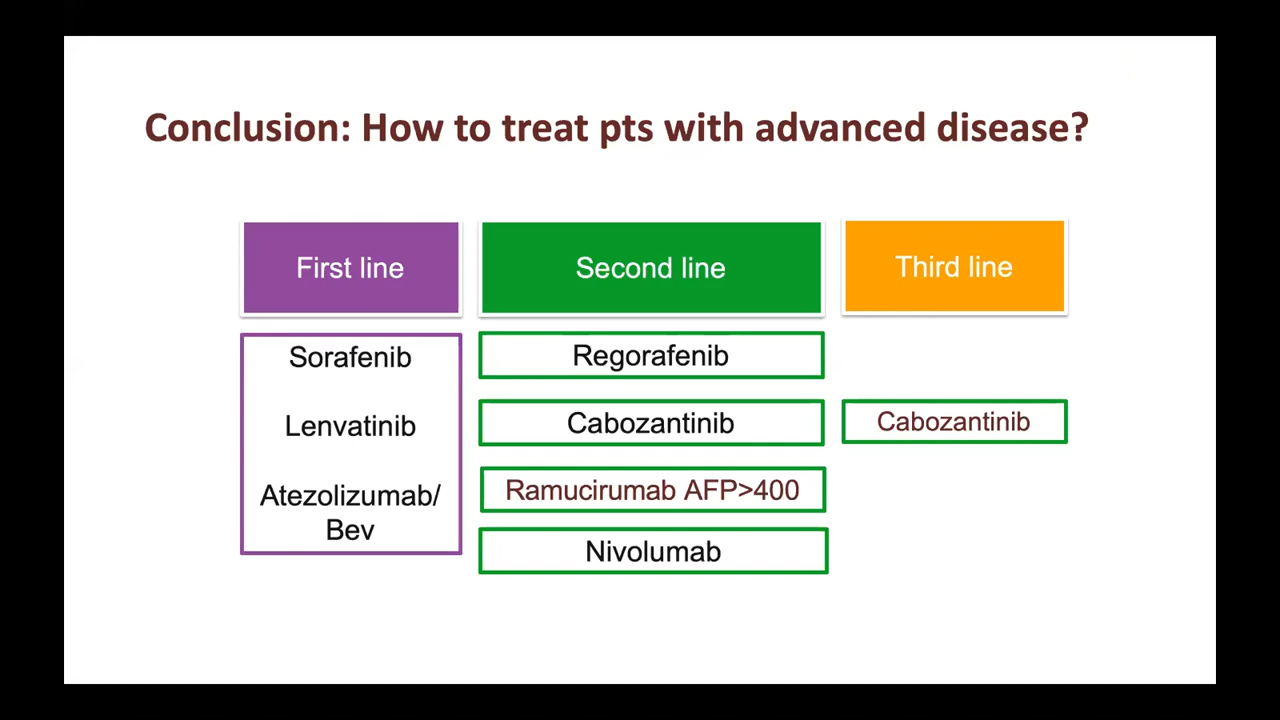 Conclusion: How to treat pts with advanced disease?
First line
Second line
Third line
Sorafenib
Lenvatinib
Atezolizumab/
Bev
Regorafenib
Cabozantinib
Ramucirumab AFP>400
Nivolumab
Cabozantinib